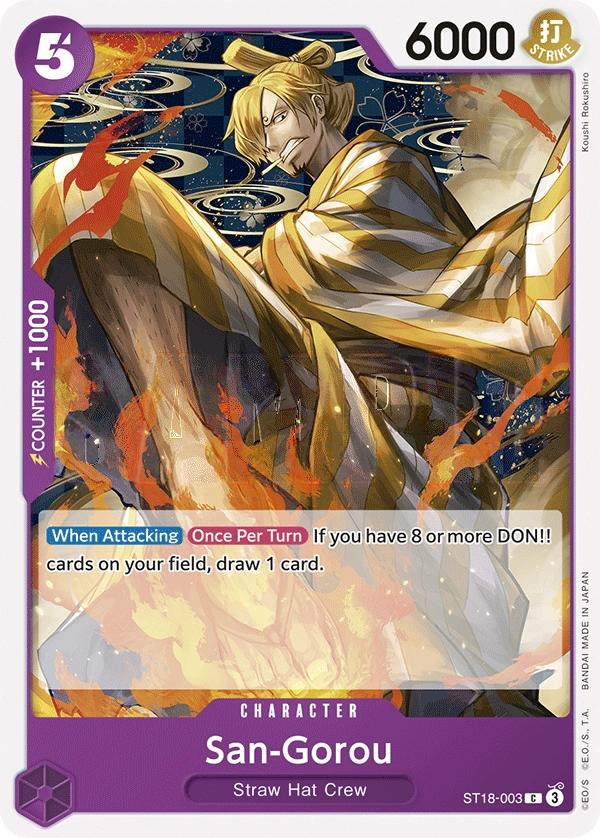 5
6000
打
STRIKE
Koushi Rokushiro
COUNTER +1000
When Attacking Once Per Turn If you have 8 or more DON!!
cards on your field, draw 1 card.
CHARACTER
San-Gorou
Straw Hat Crew
ST18-003 C 3
©EO/S ©E.O./S., T.A. BANDAI MADE IN JAPAN